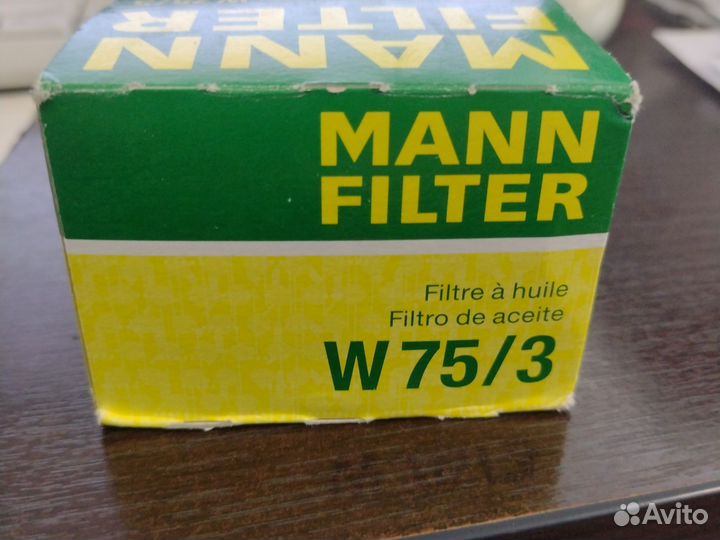 MANN
FILTER
MANN
FILTER
Filtre à huile
Filtro de aceite
W 75/3
Avito